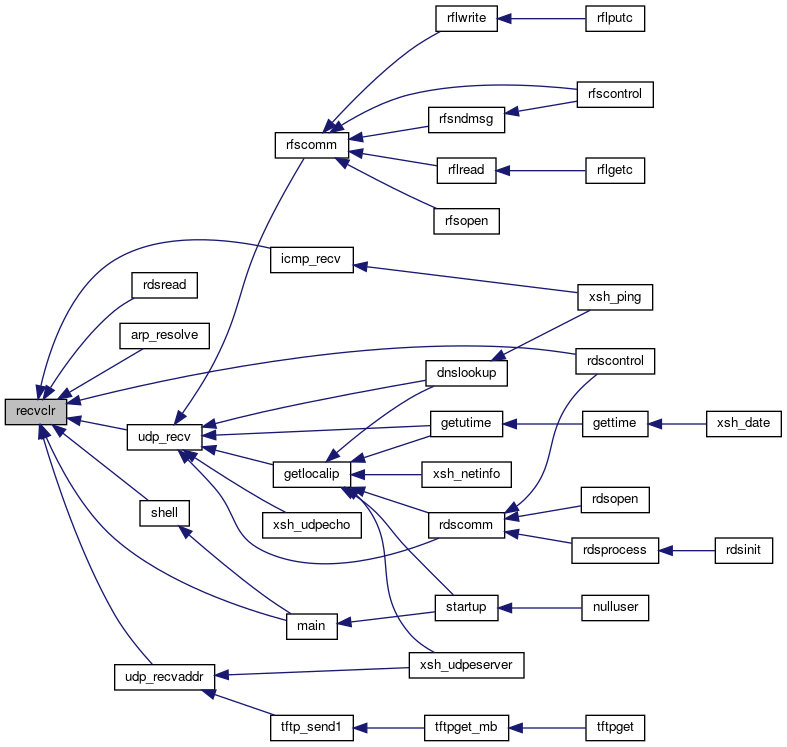 rflwrite
rflputc
rfscontrol
rfsndmsg
rfscomm
rflread
rflgetc
rfsopen
icmp_recv
rdsread
xsh_ping
arp_resolve
rdscontrol
dnslookup
recvclr
getutime
gettime
xsh_date
udp_recv
getlocalip
xsh_netinfo
rdsopen
shell
xsh_udpecho
rdscomm
rdsprocess
rdsinit
startup
nulluser
main
xsh_udpeserver
udp_recvaddr
tftp_send1
tftpget_mb
tftpget